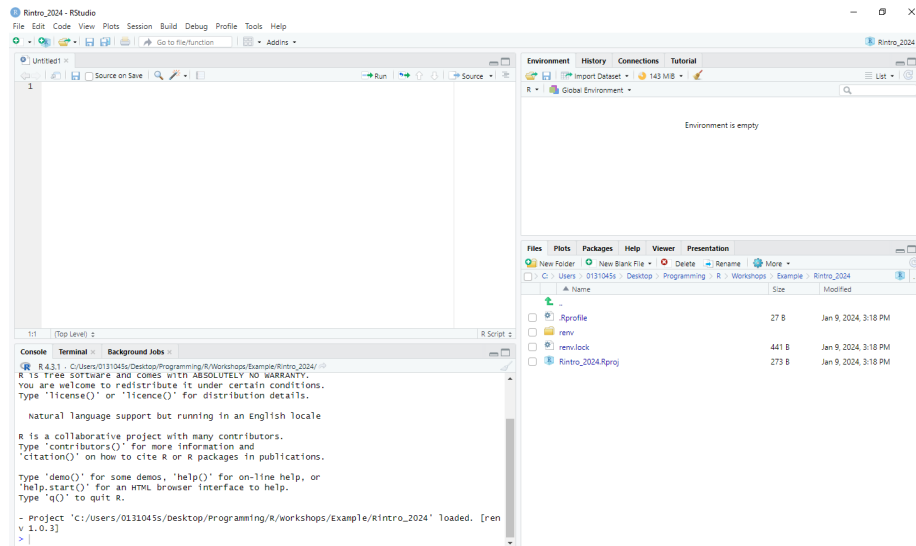 Rintro_2024 - RStudio
File Edit Code View Plots Session Build Debug Profile Tools Help
Go to file/function Addins Rintro_2024
Untitled1
Source on Save Run Source
1
1:1 (Top Level) R Script
Console Terminal Background Jobs
R 4.3.1 · C:/Users/0131045s/Desktop/Programming/R/Workshops/Example/Rintro_2024/
R is free software and comes with ABSOLUTELY NO WARRANTY.
You are welcome to redistribute it under certain conditions.
Type 'license()' or 'licence()' for distribution details.
Natural language support but running in an English locale
R is a collaborative project with many contributors.
Type 'contributors()' for more information and
'citation()' on how to cite R or R packages in publications.
Type 'demo()' for some demos, 'help()' for on-line help, or
'help.start()' for an HTML browser interface to help.
Type 'q()' to quit R.
- Project 'C:/Users/0131045s/Desktop/Programming/R/Workshops/Example/Rintro_2024' loaded. [ren
v 1.0.3]
>
Environment History Connections Tutorial
Import Dataset 143 MiB List
R Global Environment
Environment is empty
Files Plots Packages Help Viewer Presentation
New Folder New Blank File Delete Rename More
C: > Users > 0131045s > Desktop > Programming > R > Workshops > Example > Rintro_2024
Name Size Modified
..
.Rprofile 27 B Jan 9, 2024, 3:18 PM
renv
renv.lock 441 B Jan 9, 2024, 3:18 PM
Rintro_2024.Rproj 273 B Jan 9, 2024, 3:18 PM